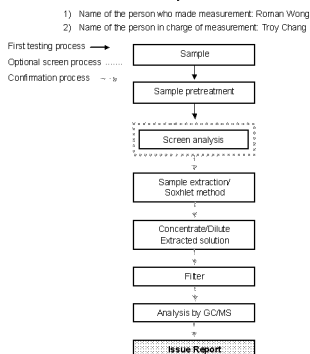 1) Name of the person who made measurement: Roman Wong
2) Name of the person in charge of measurement: Troy Chang
First testing process
Optional screen process .......
Confirmation process
Sample
Sample pretreatment
Screen analysis
Sample extraction/
Soxhlet method
Concentrate/Dilute
Extracted solution
Filter
Analysis by GC/MS
Issue Report